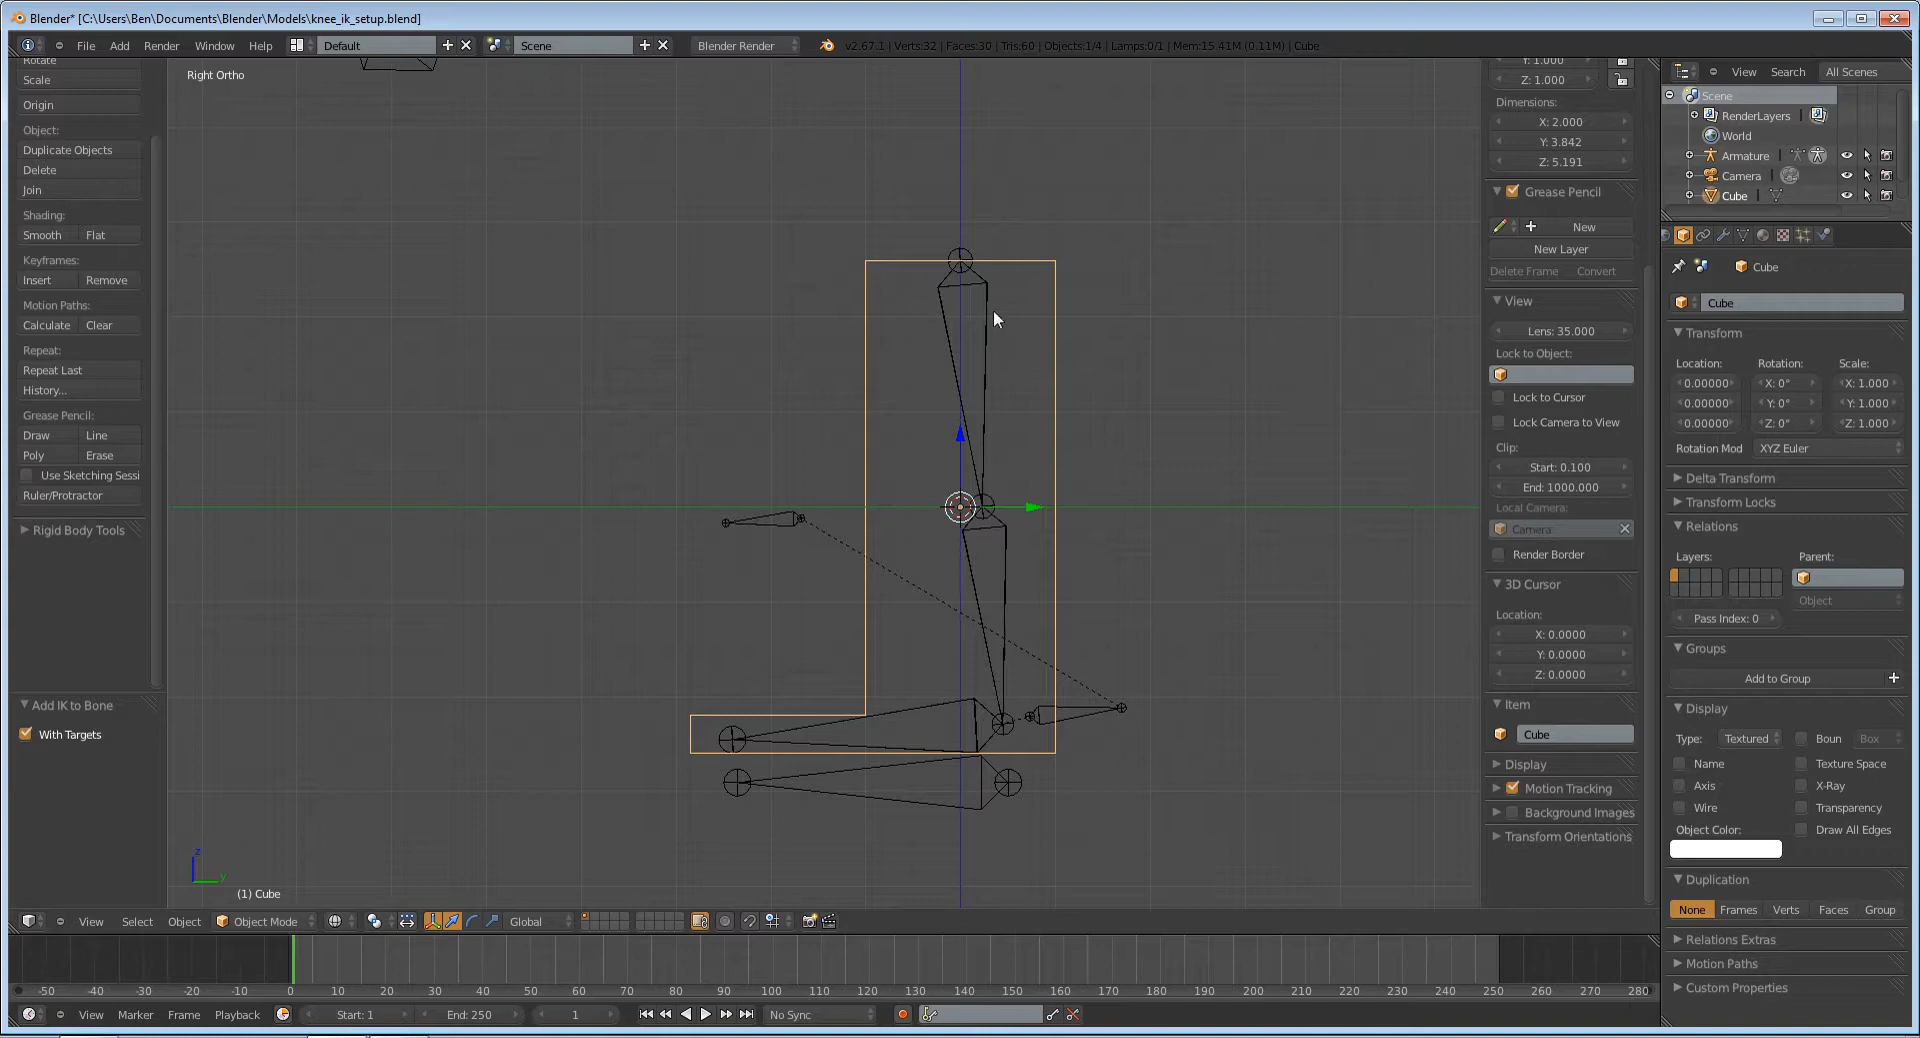 Blender* [C:\Users\Ben\Documents\Blender\Models\knee_ik_setup.blend]
File Add Render Window Help Default Scene Blender Render v2.67.1 | Verts:32 | Faces:30 | Tris:60 | Objects:1/4 | Lamps:0/1 | Mem:15.41M (0.11M) | Cube
Rotate
Scale
Origin
Object:
Duplicate Objects
Delete
Join
Shading:
Smooth Flat
Keyframes:
Insert Remove
Motion Paths:
Calculate Clear
Repeat:
Repeat Last
History...
Grease Pencil:
Draw Line
Poly Erase
Use Sketching Sessi
Ruler/Protractor
Rigid Body Tools
Add IK to Bone
With Targets
Right Ortho
z
y
(1) Cube
Y: 1.000
Z: 1.000
Dimensions:
X: 2.000
Y: 3.842
Z: 5.191
Grease Pencil
New
New Layer
Delete Frame Convert
View
Lens: 35.000
Lock to Object:
Lock to Cursor
Lock Camera to View
Clip:
Start: 0.100
End: 1000.000
Local Camera:
Camera
Render Border
3D Cursor
Location:
X: 0.0000
Y: 0.0000
Z: 0.0000
Item
Cube
Display
Motion Tracking
Background Images
Transform Orientations
View Search All Scenes
Scene
RenderLayers
World
Armature
Camera
Cube
Cube
Cube
Transform
Location: Rotation: Scale:
0.00000 X: 0° X: 1.000
0.00000 Y: 0° Y: 1.000
0.00000 Z: 0° Z: 1.000
Rotation Mod XYZ Euler
Delta Transform
Transform Locks
Relations
Layers: Parent:
Object
Pass Index: 0
Groups
Add to Group
Display
Type: Textured Boun Box
Name Texture Space
Axis X-Ray
Wire Transparency
Object Color: Draw All Edges
Duplication
None Frames Verts Faces Group
Relations Extras
Motion Paths
Custom Properties
View Select Object Object Mode Global
-50 -40 -30 -20 -10 0 10 20 30 40 50 60 70 80 90 100 110 120 130 140 150 160 170 180 190 200 210 220 230 240 250 260 270 280
View Marker Frame Playback Start: 1 End: 250 1 No Sync